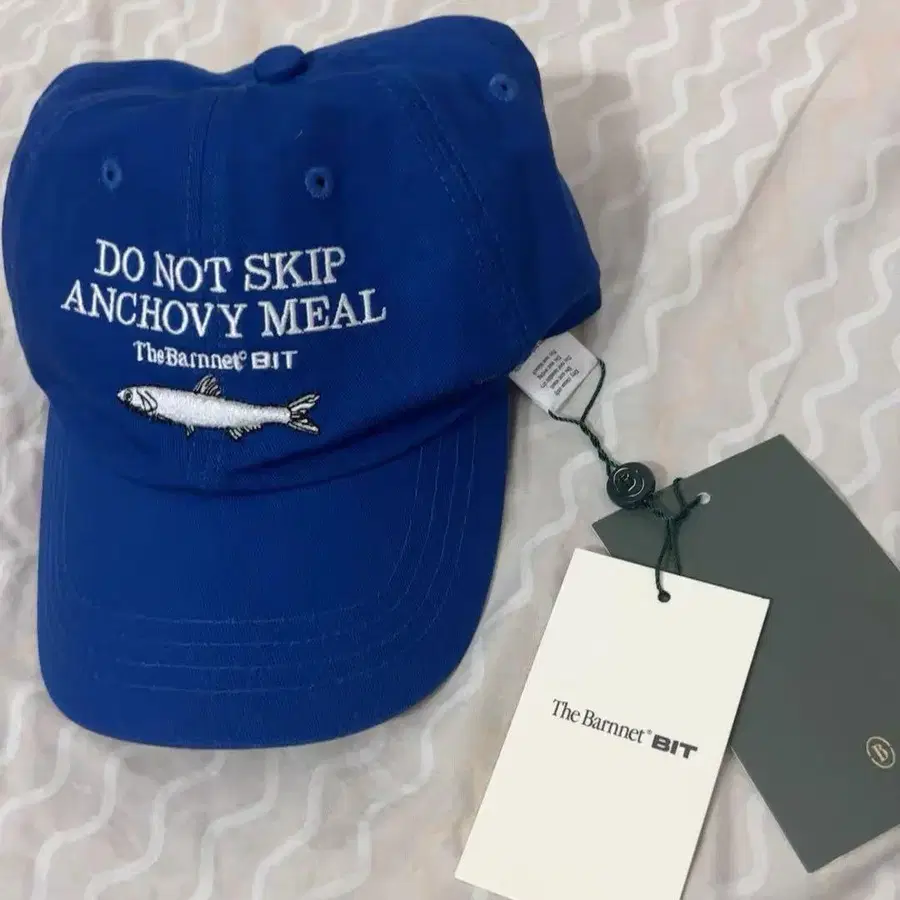 DO NOT SKIP
ANCHOVY MEAL
The Barnnet® BIT
The Barnnet® BIT
B
B